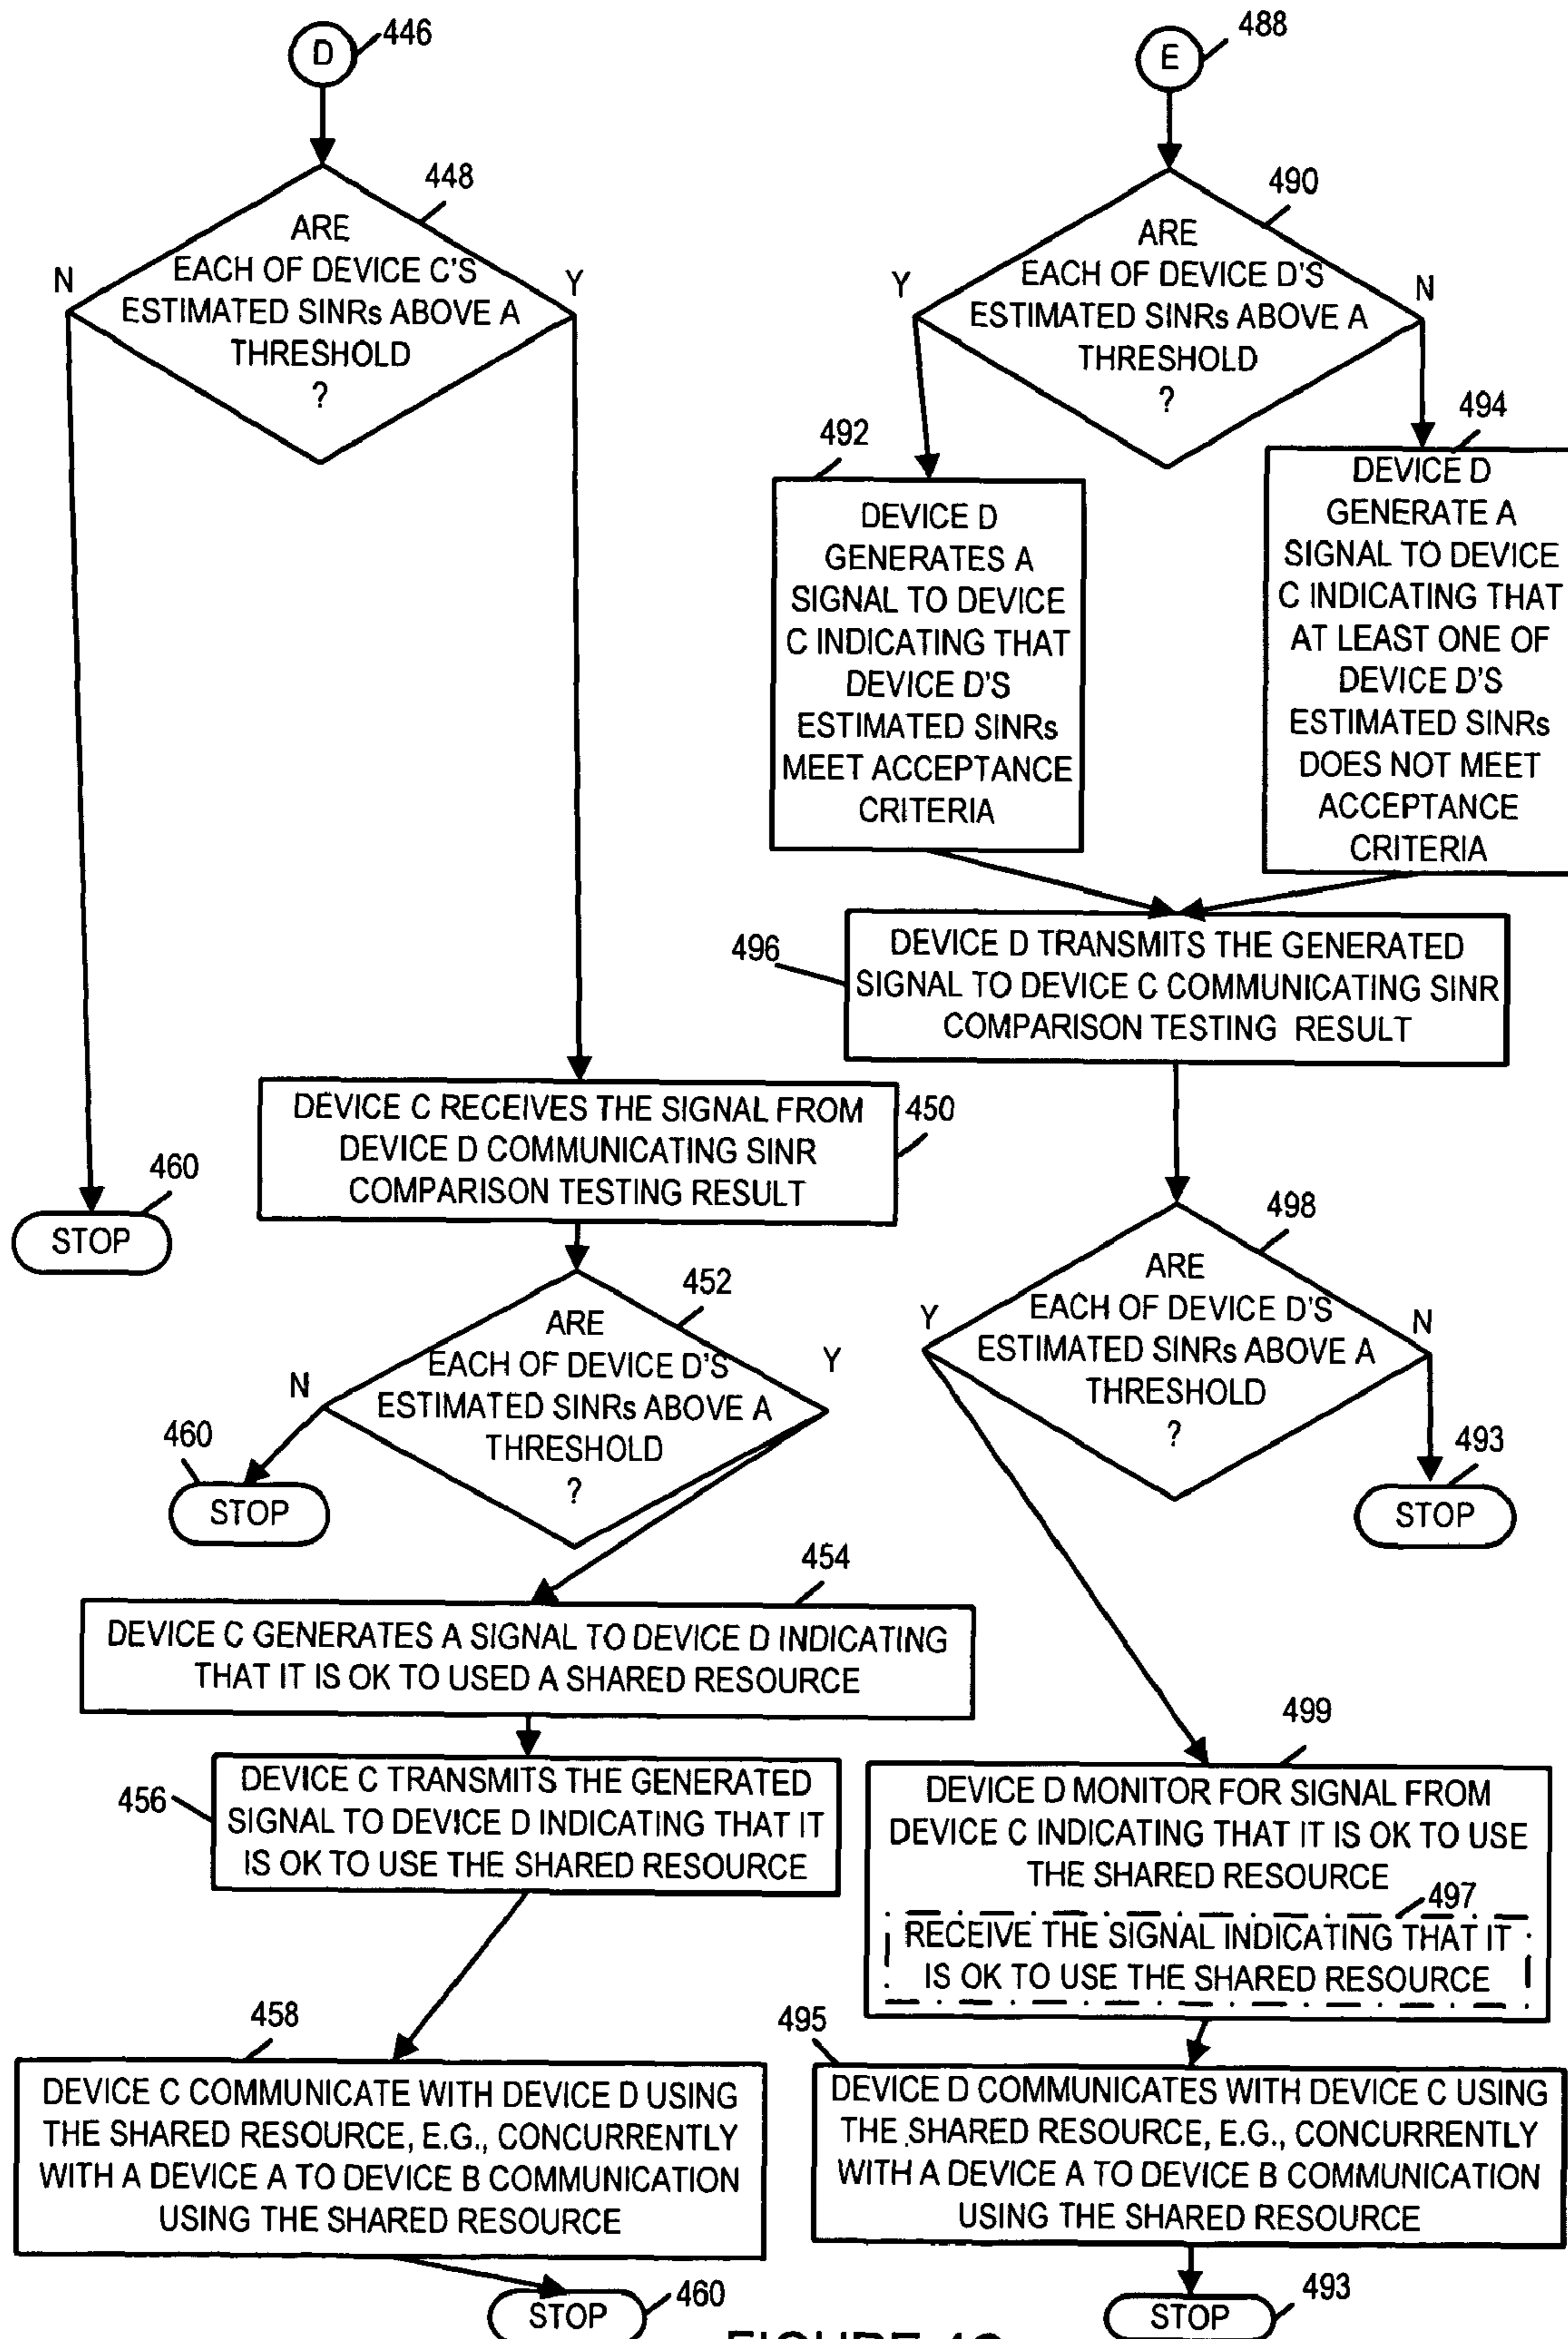 D
446
448
ARE
EACH OF DEVICE C'S
ESTIMATED SINRs ABOVE A
THRESHOLD
?
N
Y
460
STOP
DEVICE C RECEIVES THE SIGNAL FROM
DEVICE D COMMUNICATING SINR
COMPARISON TESTING RESULT
450
452
ARE
EACH OF DEVICE D'S
ESTIMATED SINRs ABOVE A
THRESHOLD
?
N
Y
460
STOP
454
DEVICE C GENERATES A SIGNAL TO DEVICE D INDICATING
THAT IT IS OK TO USED A SHARED RESOURCE
456
DEVICE C TRANSMITS THE GENERATED
SIGNAL TO DEVICE D INDICATING THAT IT
IS OK TO USE THE SHARED RESOURCE
458
DEVICE C COMMUNICATE WITH DEVICE D USING
THE SHARED RESOURCE, E.G., CONCURRENTLY
WITH A DEVICE A TO DEVICE B COMMUNICATION
USING THE SHARED RESOURCE
STOP
460
E
488
490
ARE
EACH OF DEVICE D'S
ESTIMATED SINRs ABOVE A
THRESHOLD
?
Y
N
492
DEVICE D
GENERATES A
SIGNAL TO DEVICE
C INDICATING THAT
DEVICE D'S
ESTIMATED SINRs
MEET ACCEPTANCE
CRITERIA
494
DEVICE D
GENERATE A
SIGNAL TO DEVICE
C INDICATING THAT
AT LEAST ONE OF
DEVICE D'S
ESTIMATED SINRs
DOES NOT MEET
ACCEPTANCE
CRITERIA
496
DEVICE D TRANSMITS THE GENERATED
SIGNAL TO DEVICE C COMMUNICATING SINR
COMPARISON TESTING RESULT
498
ARE
EACH OF DEVICE D'S
ESTIMATED SINRs ABOVE A
THRESHOLD
?
Y
N
493
STOP
499
DEVICE D MONITOR FOR SIGNAL FROM
DEVICE C INDICATING THAT IT IS OK TO USE
THE SHARED RESOURCE
497
RECEIVE THE SIGNAL INDICATING THAT IT
IS OK TO USE THE SHARED RESOURCE
495
DEVICE D COMMUNICATES WITH DEVICE C USING
THE SHARED RESOURCE, E.G., CONCURRENTLY
WITH A DEVICE A TO DEVICE B COMMUNICATION
USING THE SHARED RESOURCE
STOP
493